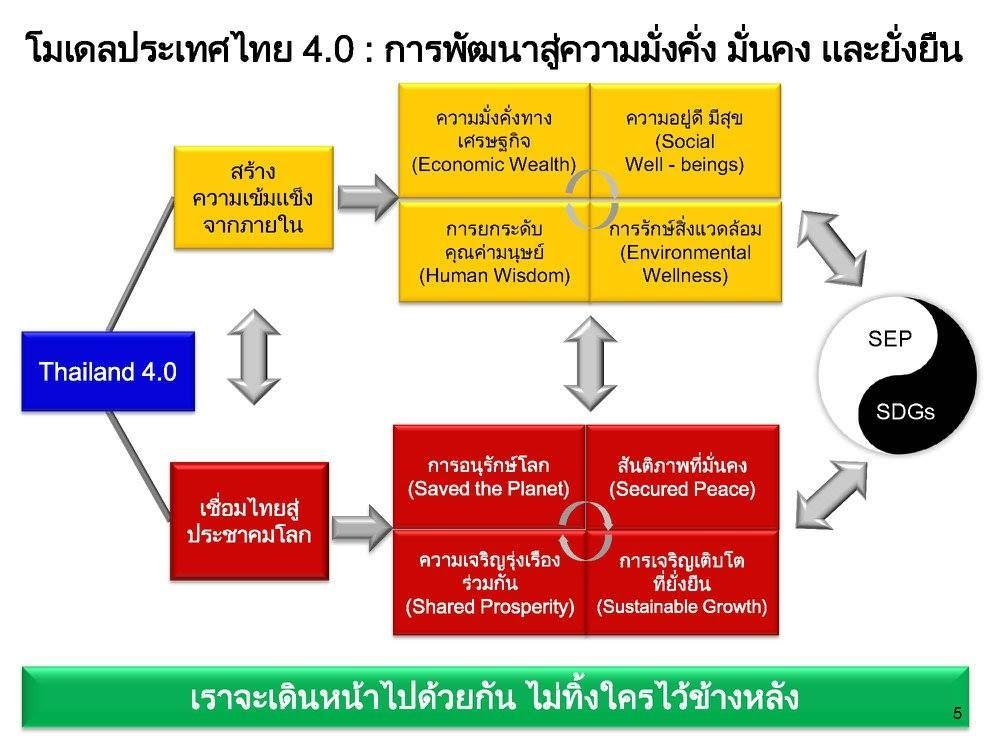 โมเดลประเทศไทย 4.0 : การพัฒนาสู่ความมั่งคั่ง มั่นคง และยั่งยืน
ความมั่งคั่งทาง
เศรษฐกิจ
(Economic Wealth)
ความอยู่ดี มีสุข
(Social
Well - beings)
สร้าง
ความเข้มแข็ง
จากภายใน
การยกระดับ
คุณค่ามนุษย์
(Human Wisdom)
การรักษ์สิ่งแวดล้อม
(Environmental
Wellness)
Thailand 4.0
SEP
SDGs
การอนุรักษ์โลก
(Saved the Planet)
สันติภาพที่มั่นคง
(Secured Peace)
เชื่อมไทยสู่
ประชาคมโลก
ความเจริญรุ่งเรือง
ร่วมกัน
(Shared Prosperity)
การเจริญเติบโต
ที่ยั่งยืน
(Sustainable Growth)
เราจะเดินหน้าไปด้วยกัน ไม่ทิ้งใครไว้ข้างหลัง
5